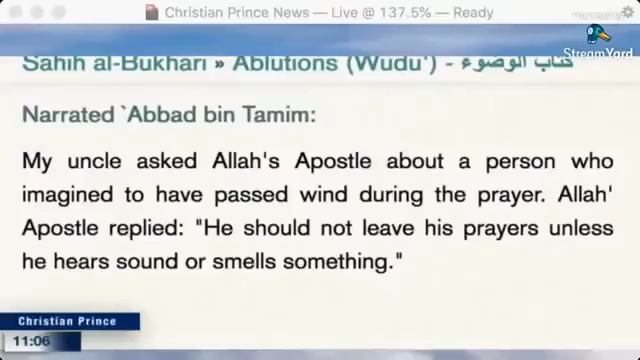 Christian Prince News — Live @ 137.5% — Ready
StreamYard
Sahih al-Bukhari » Ablutions (Wudu') - كتاب الوضوء
Narrated `Abbad bin Tamim:
My uncle asked Allah's Apostle about a person who
imagined to have passed wind during the prayer. Allah'
Apostle replied: "He should not leave his prayers unless
he hears sound or smells something."
Christian Prince
11:06